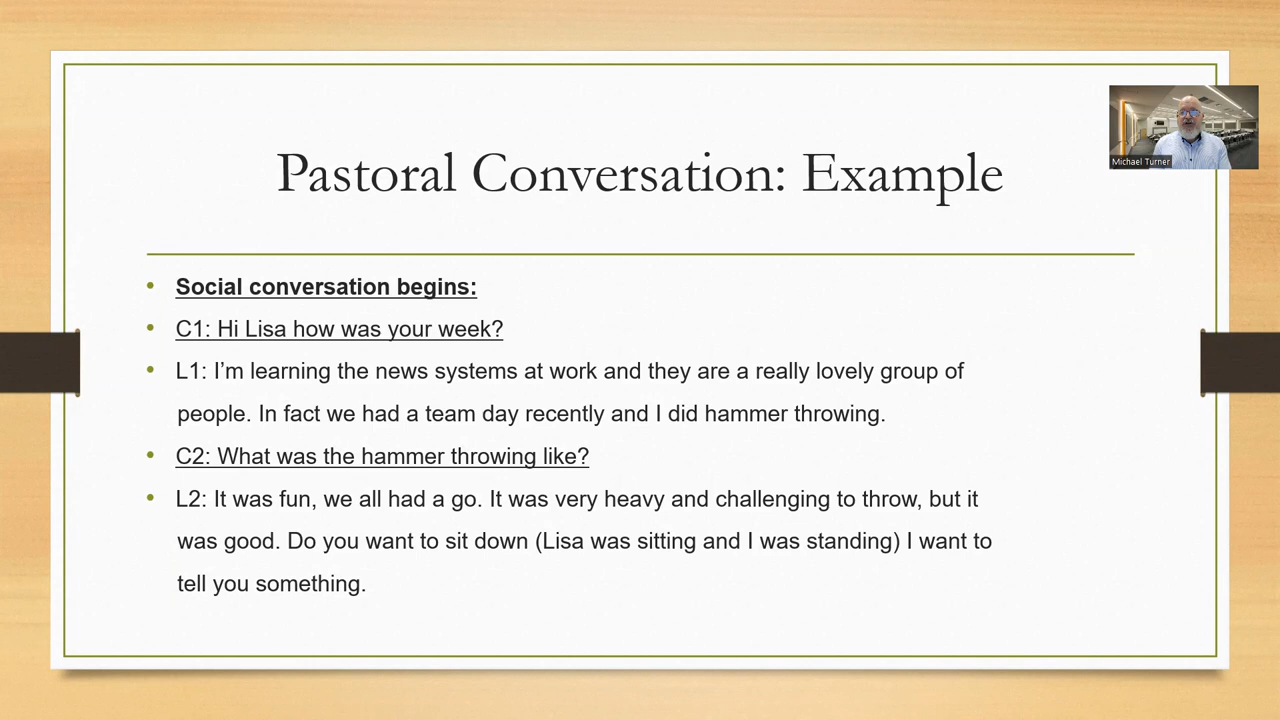 Michael Turner
Pastoral Conversation: Example
• Social conversation begins:
• C1: Hi Lisa how was your week?
• L1: I’m learning the news systems at work and they are a really lovely group of
people. In fact we had a team day recently and I did hammer throwing.
• C2: What was the hammer throwing like?
• L2: It was fun, we all had a go. It was very heavy and challenging to throw, but it
was good. Do you want to sit down (Lisa was sitting and I was standing) I want to
tell you something.